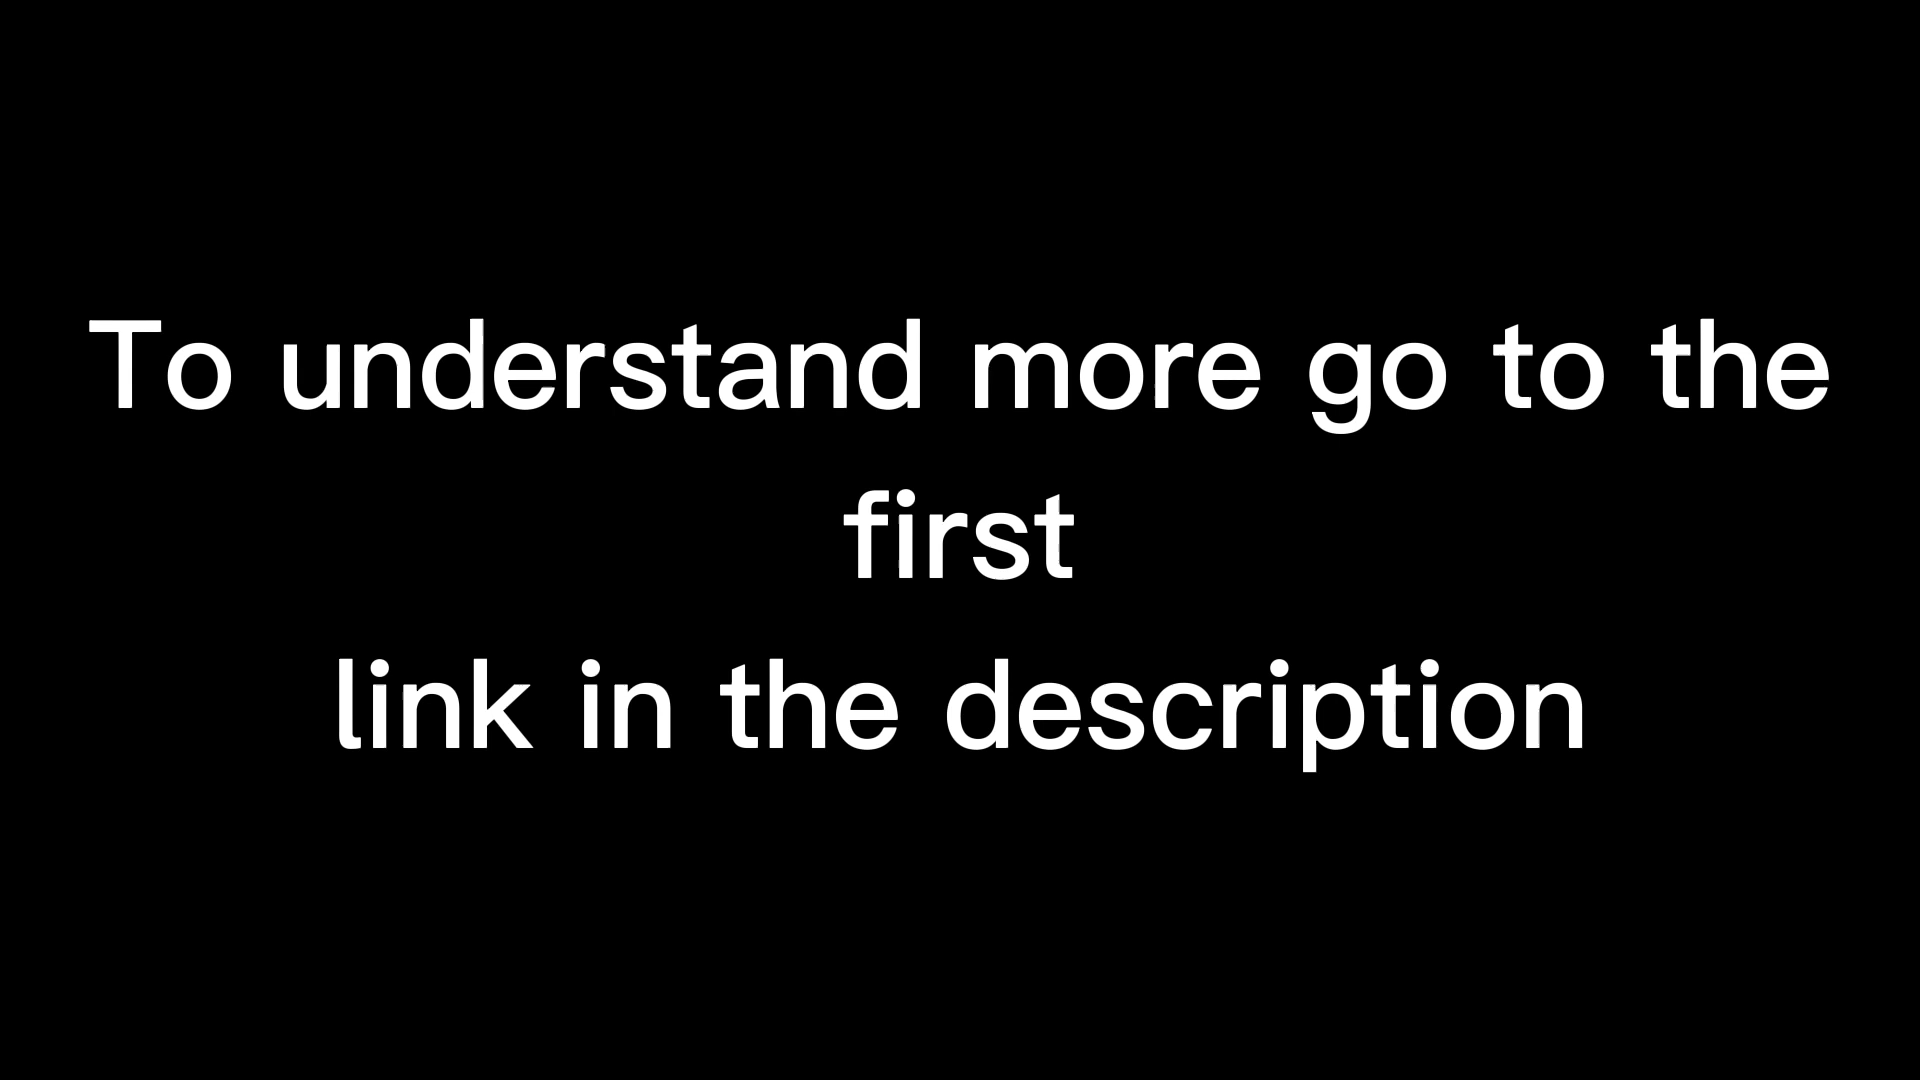 To understand more go to the
first
link in the description